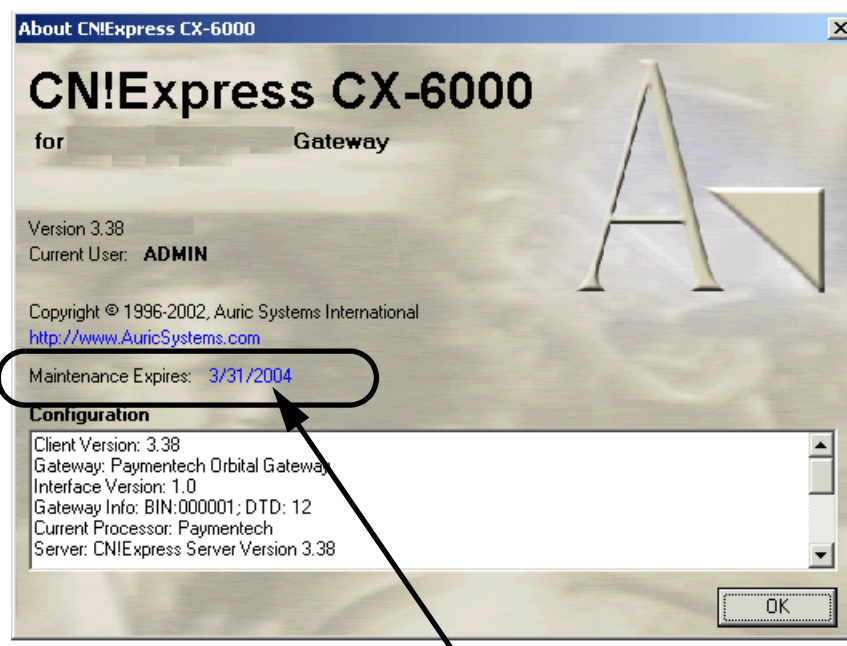 About CN!Express CX-6000
CN!Express CX-6000
for Gateway
Version 3.38
Current User: ADMIN
Copyright © 1996-2002, Auric Systems International
http://www.AuricSystems.com
Maintenance Expires: 3/31/2004
Configuration
Client Version: 3.38
Gateway: Paymentech Orbital Gateway
Interface Version: 1.0
Gateway Info: BIN:000001; DTD: 12
Current Processor: Paymentech
Server: CN!Express Server Version 3.38
OK